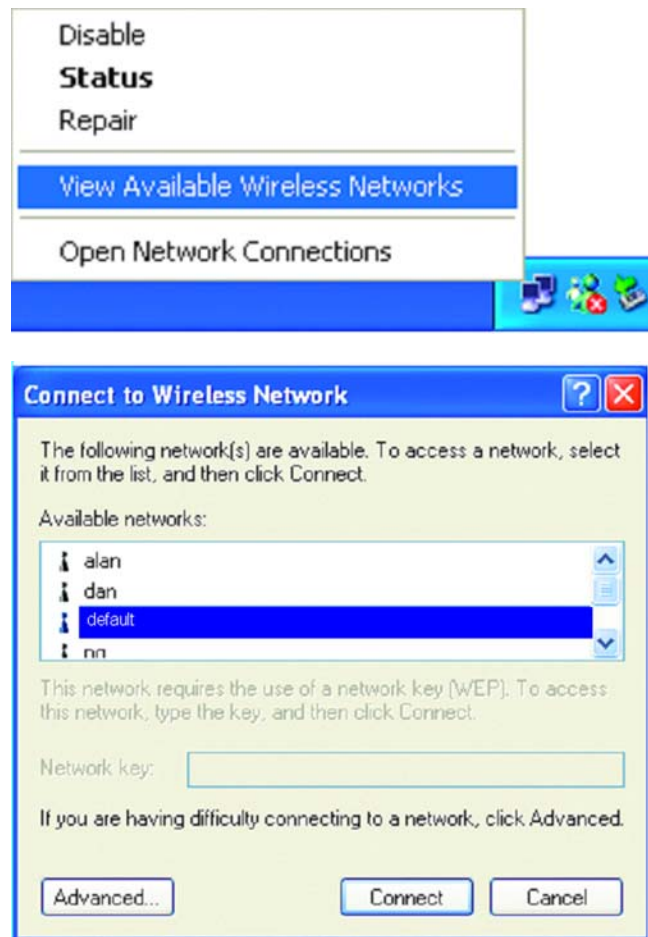 Disable
Status
Repair
View Available Wireless Networks
Open Network Connections
Connect to Wireless Network
The following network(s) are available. To access a network, select
it from the list, and then click Connect.
Available networks:
alan
dan
default
This network requires the use of a network key (WEP). To access
this network, type the key, and then click Connect.
Network key:
If you are having difficulty connecting to a network, click Advanced.
Advanced...
Connect
Cancel